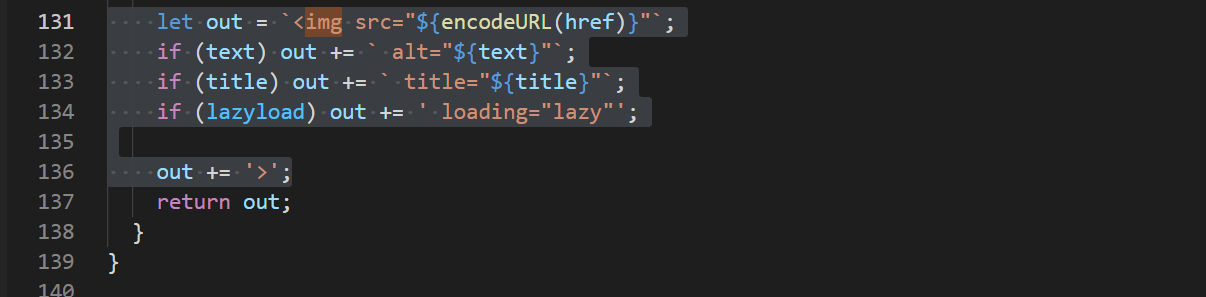 131     let out = `<img src="${encodeURL(href)}"`;
132     if (text) out += ` alt="${text}"`;
133     if (title) out += ` title="${title}"`;
134     if (lazyload) out += ' loading="lazy"';
135
136     out += '>';
137     return out;
138   }
139 }
140